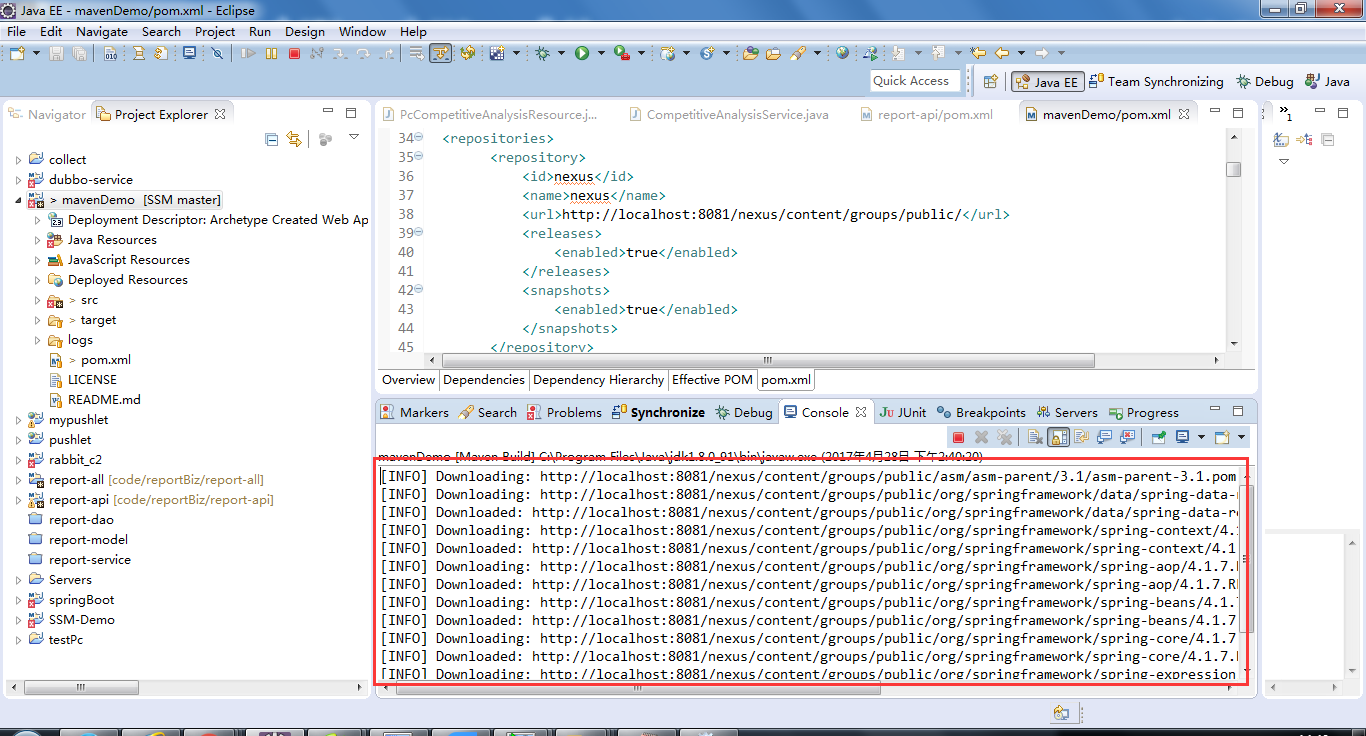 Java EE - mavenDemo/pom.xml - Eclipse
File Edit Navigate Search Project Run Design Window Help
Quick Access
Java EE Team Synchronizing Debug Java
Navigator Project Explorer
collect
dubbo-service
> mavenDemo [SSM master]
Deployment Descriptor: Archetype Created Web Ap
Java Resources
JavaScript Resources
Deployed Resources
> src
> target
logs
> pom.xml
LICENSE
README.md
mypushlet
pushlet
rabbit_c2
report-all [code/reportBiz/report-all]
report-api [code/reportBiz/report-api]
report-dao
report-model
report-service
Servers
springBoot
SSM-Demo
testPc
PcCompetitiveAnalysisResource.j... CompetitiveAnalysisService.java report-api/pom.xml mavenDemo/pom.xml
34 <repositories>
35 <repository>
36 <id>nexus</id>
37 <name>nexus</name>
38 <url>http://localhost:8081/nexus/content/groups/public/</url>
39 <releases>
40 <enabled>true</enabled>
41 </releases>
42 <snapshots>
43 <enabled>true</enabled>
44 </snapshots>
45 </repository>
Overview Dependencies Dependency Hierarchy Effective POM pom.xml
Markers Search Problems Synchronize Debug Console JUnit Breakpoints Servers Progress
mavenDemo [Maven Build] C:\Program Files\Java\jdk1.8.0_91\bin\javaw.exe (2017年4月28日 下午2:40:20)
[INFO] Downloading: http://localhost:8081/nexus/content/groups/public/asm/asm-parent/3.1/asm-parent-3.1.pom
[INFO] Downloading: http://localhost:8081/nexus/content/groups/public/org/springframework/data/spring-data-
[INFO] Downloaded: http://localhost:8081/nexus/content/groups/public/org/springframework/data/spring-data-re
[INFO] Downloading: http://localhost:8081/nexus/content/groups/public/org/springframework/spring-context/4.1
[INFO] Downloaded: http://localhost:8081/nexus/content/groups/public/org/springframework/spring-context/4.1.
[INFO] Downloading: http://localhost:8081/nexus/content/groups/public/org/springframework/spring-aop/4.1.7.
[INFO] Downloaded: http://localhost:8081/nexus/content/groups/public/org/springframework/spring-aop/4.1.7.R
[INFO] Downloading: http://localhost:8081/nexus/content/groups/public/org/springframework/spring-beans/4.1.
[INFO] Downloaded: http://localhost:8081/nexus/content/groups/public/org/springframework/spring-beans/4.1.7
[INFO] Downloading: http://localhost:8081/nexus/content/groups/public/org/springframework/spring-core/4.1.7
[INFO] Downloaded: http://localhost:8081/nexus/content/groups/public/org/springframework/spring-core/4.1.7.
[INFO] Downloading: http://localhost:8081/nexus/content/groups/public/org/springframework/spring-expression